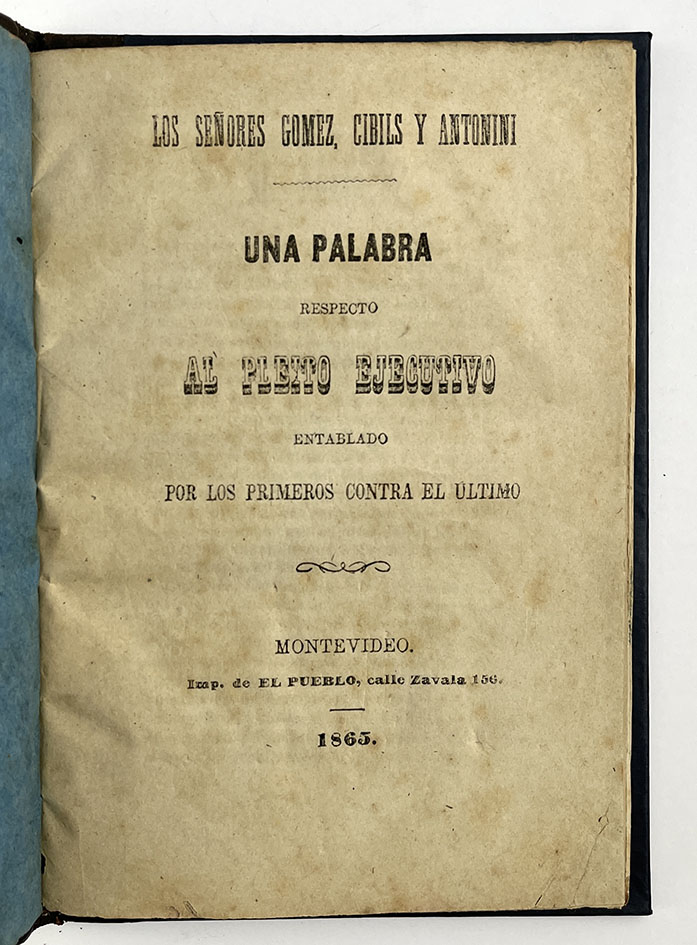 LOS SEÑORES GOMEZ, CIBILS Y ANTONINI
UNA PALABRA
RESPECTO
AL PLEITO EJECUTIVO
ENTABLADO
POR LOS PRIMEROS CONTRA EL ÚLTIMO
MONTEVIDEO.
Imp. de EL PUEBLO, calle Zavala 156.
1865.